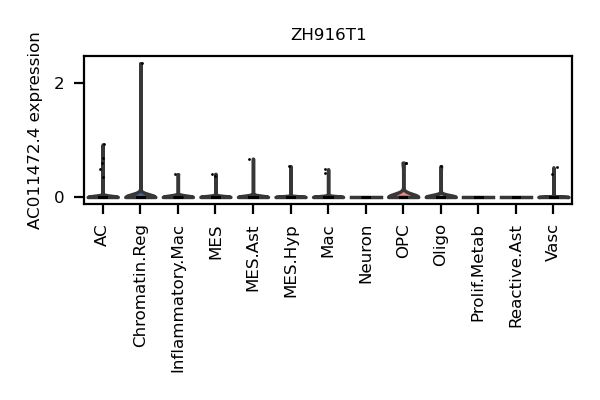 ZH916T1
AC011472.4 expression
2
0
AC
Chromatin.Reg
Inflammatory.Mac
MES
MES.Ast
MES.Hyp
Mac
Neuron
OPC
Oligo
Prolif.Metab
Reactive.Ast
Vasc